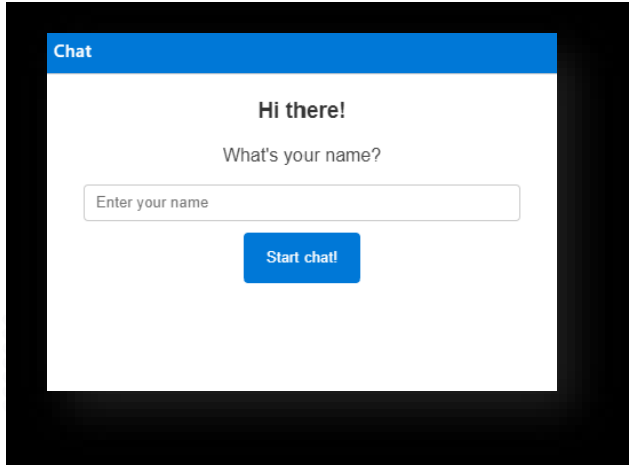 Chat
Hi there!
What's your name?
Enter your name
Start chat!